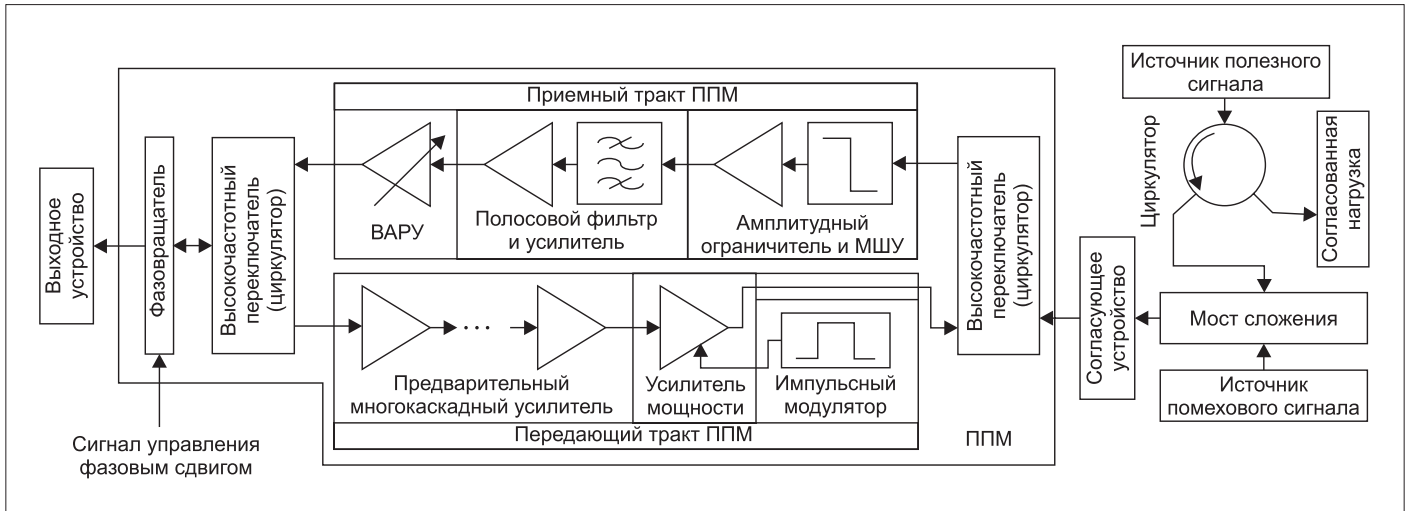 Источник полезного
сигнала
Приемный тракт ППМ
Циркулятор
Согласованная
нагрузка
Выходное
устройство
Фазовращатель
Высокочастотный
переключатель
(циркулятор)
ВАРУ
Полосовой фильтр
и усилитель
Амплитудный
ограничитель и МШУ
Высокочастотный
переключатель
(циркулятор)
Согласующее
устройство
Мост сложения
Источник
помехового сигнала
Предварительный
многокаскадный усилитель
Усилитель
мощности
Импульсный
модулятор
Передающий тракт ППМ
ППМ
Сигнал управления
фазовым сдвигом